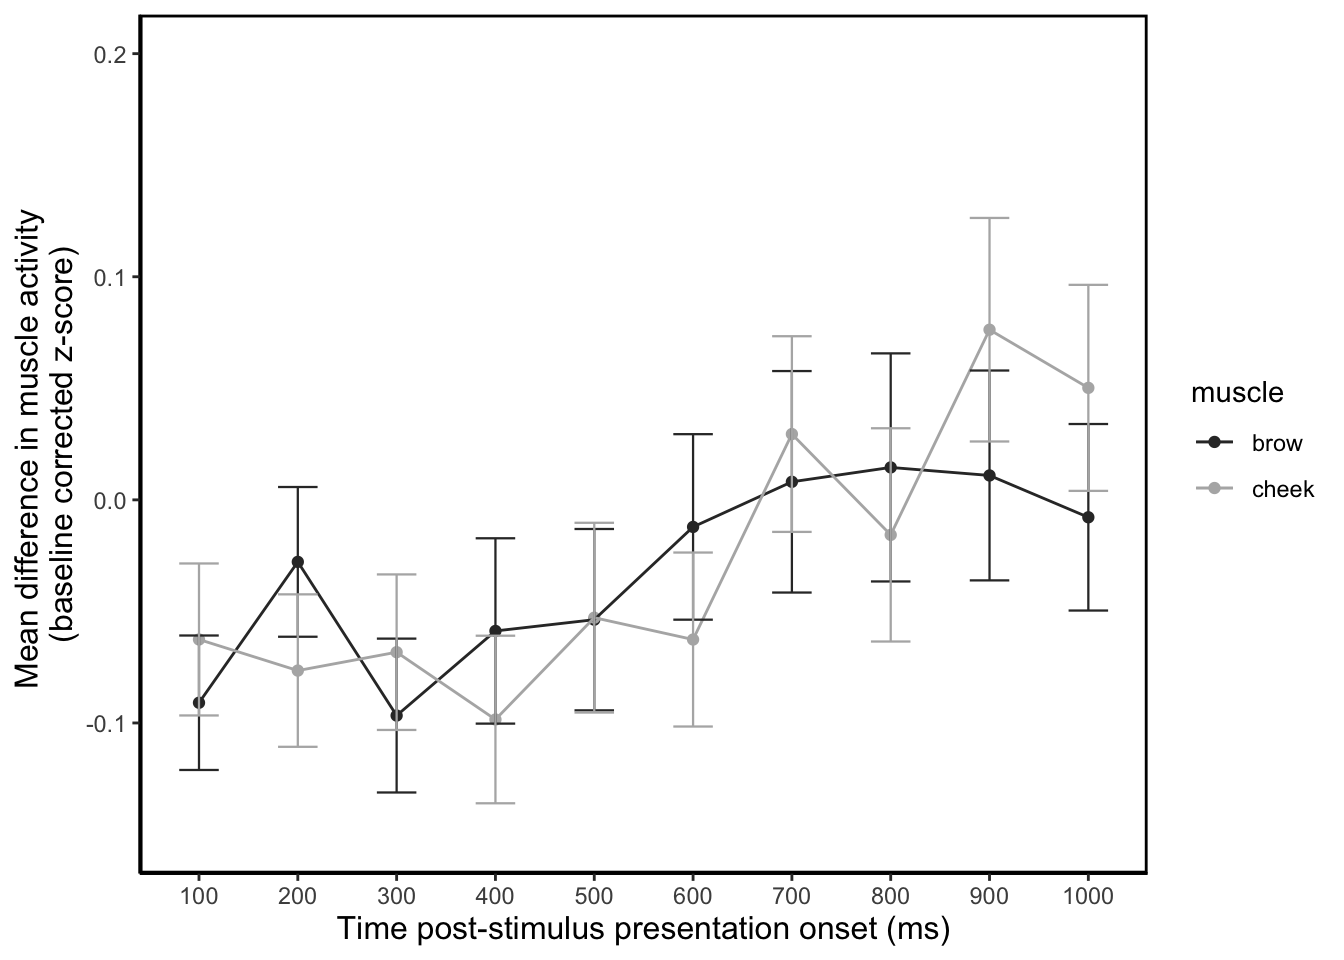 Mean difference in muscle activity
(baseline corrected z-score)
0.2
0.1
0.0
-0.1
100 200 300 400 500 600 700 800 900 1000
Time post-stimulus presentation onset (ms)
muscle
brow
cheek